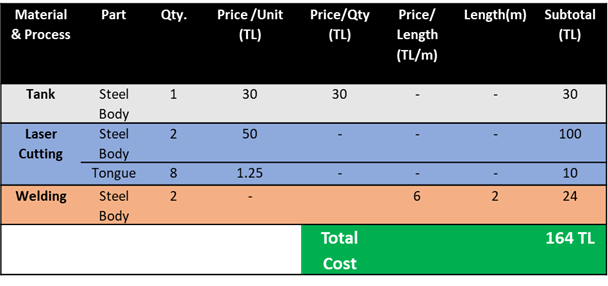 Material & Process Part Qty. Price /Unit (TL) Price/Qty (TL) Price/ Length (TL/m) Length(m) Subtotal (TL)
Tank Steel Body 1 30 30 - - 30
Laser Cutting Steel Body 2 50 - - - 100
Tongue 8 1.25 - - - 10
Welding Steel Body 2 - 6 2 24
Total Cost 164 TL